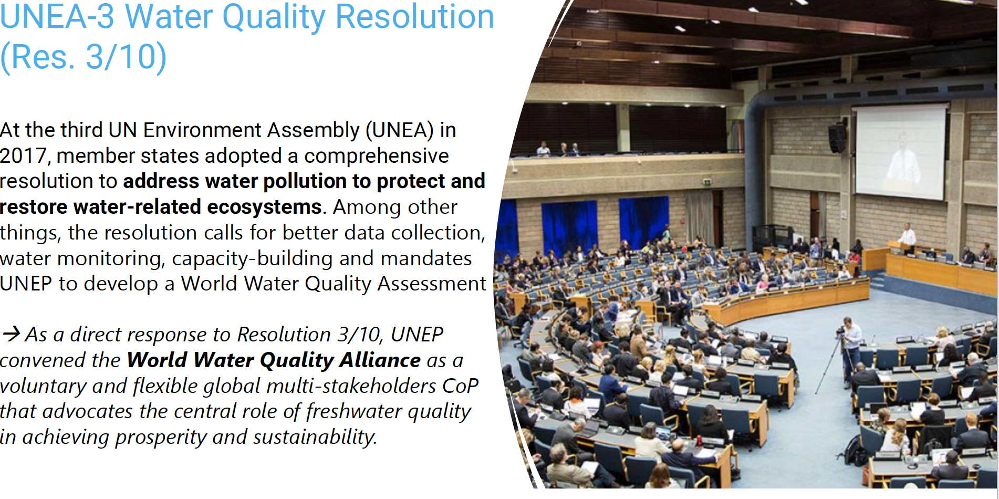 UNEA-3 Water Quality Resolution
(Res. 3/10)
At the third UN Environment Assembly (UNEA) in
2017, member states adopted a comprehensive
resolution to address water pollution to protect and
restore water-related ecosystems. Among other
things, the resolution calls for better data collection,
water monitoring, capacity-building and mandates
UNEP to develop a World Water Quality Assessment
→ As a direct response to Resolution 3/10, UNEP
convened the World Water Quality Alliance as a
voluntary and flexible global multi-stakeholders CoP
that advocates the central role of freshwater quality
in achieving prosperity and sustainability.